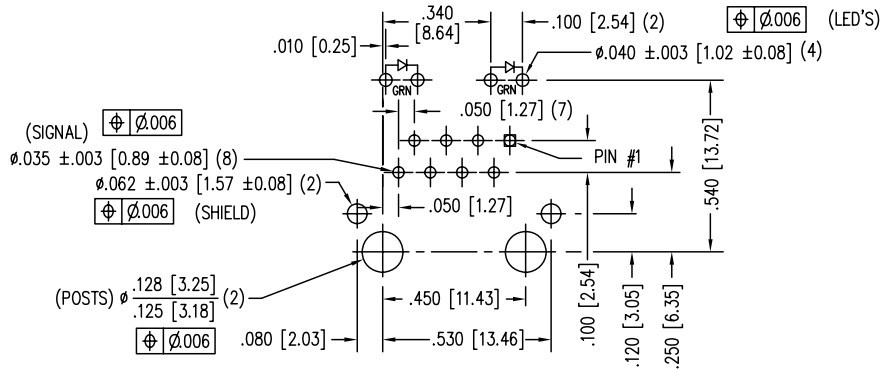 .340
[8.64]
.100 [2.54] (2)
⌖ Ø.006 (LED'S)
.010 [0.25]
ø.040 ±.003 [1.02 ±0.08] (4)
GRN
GRN
.050 [1.27] (7)
(SIGNAL) ⌖ Ø.006
ø.035 ±.003 [0.89 ±0.08] (8)
PIN #1
ø.062 ±.003 [1.57 ±0.08] (2)
⌖ Ø.006 (SHIELD)
.050 [1.27]
.540 [13.72]
(POSTS) ø .128 [3.25]
.125 [3.18] (2)
⌖ Ø.006
.450 [11.43]
.080 [2.03]
.530 [13.46]
.100 [2.54]
.120 [3.05]
.250 [6.35]